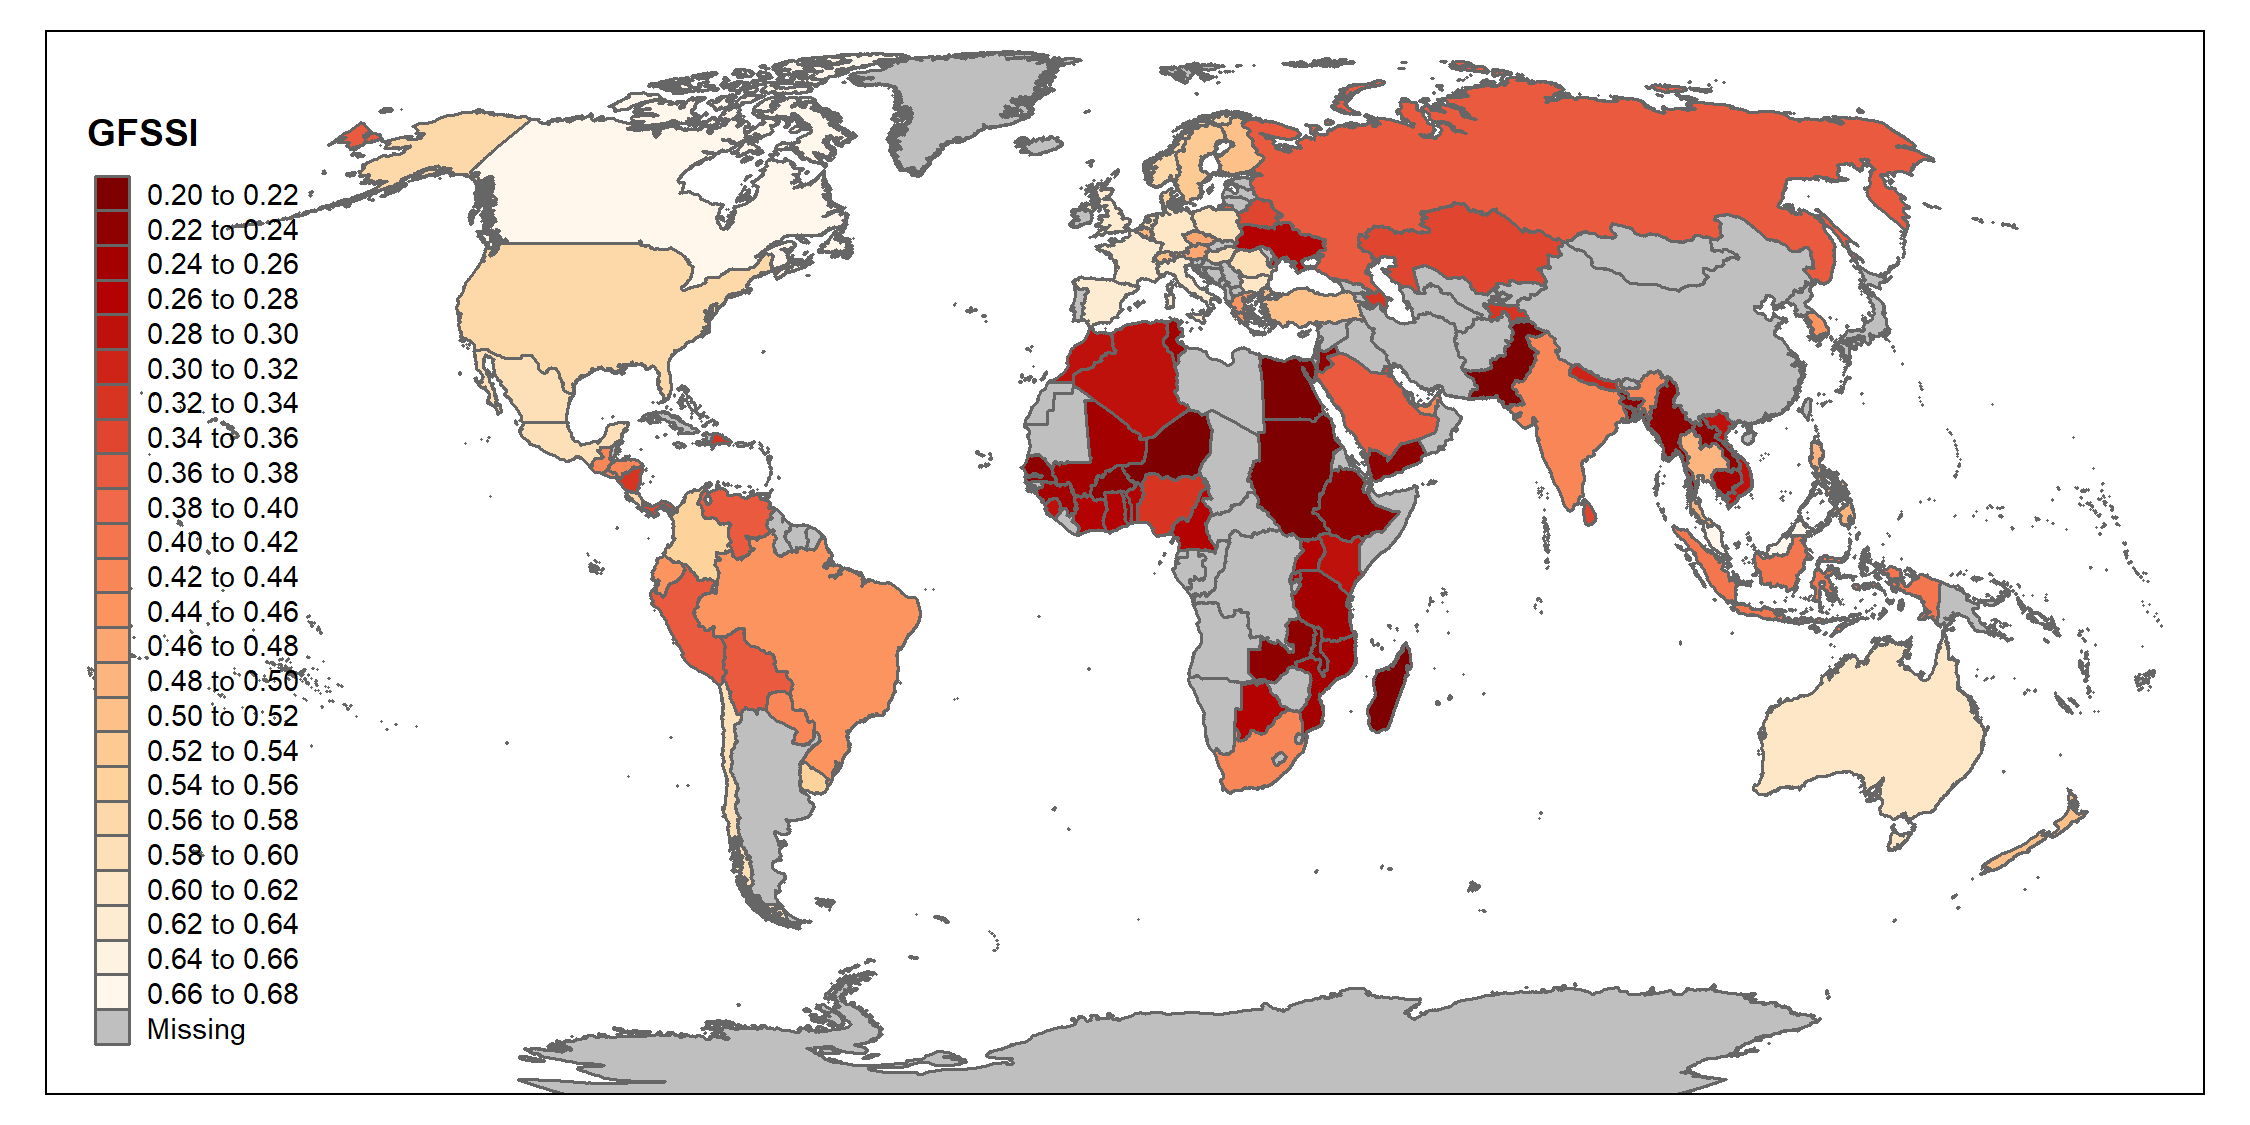 GFSSI
0.20 to 0.22
0.22 to 0.24
0.24 to 0.26
0.26 to 0.28
0.28 to 0.30
0.30 to 0.32
0.32 to 0.34
0.34 to 0.36
0.36 to 0.38
0.38 to 0.40
0.40 to 0.42
0.42 to 0.44
0.44 to 0.46
0.46 to 0.48
0.48 to 0.50
0.50 to 0.52
0.52 to 0.54
0.54 to 0.56
0.56 to 0.58
0.58 to 0.60
0.60 to 0.62
0.62 to 0.64
0.64 to 0.66
0.66 to 0.68
Missing